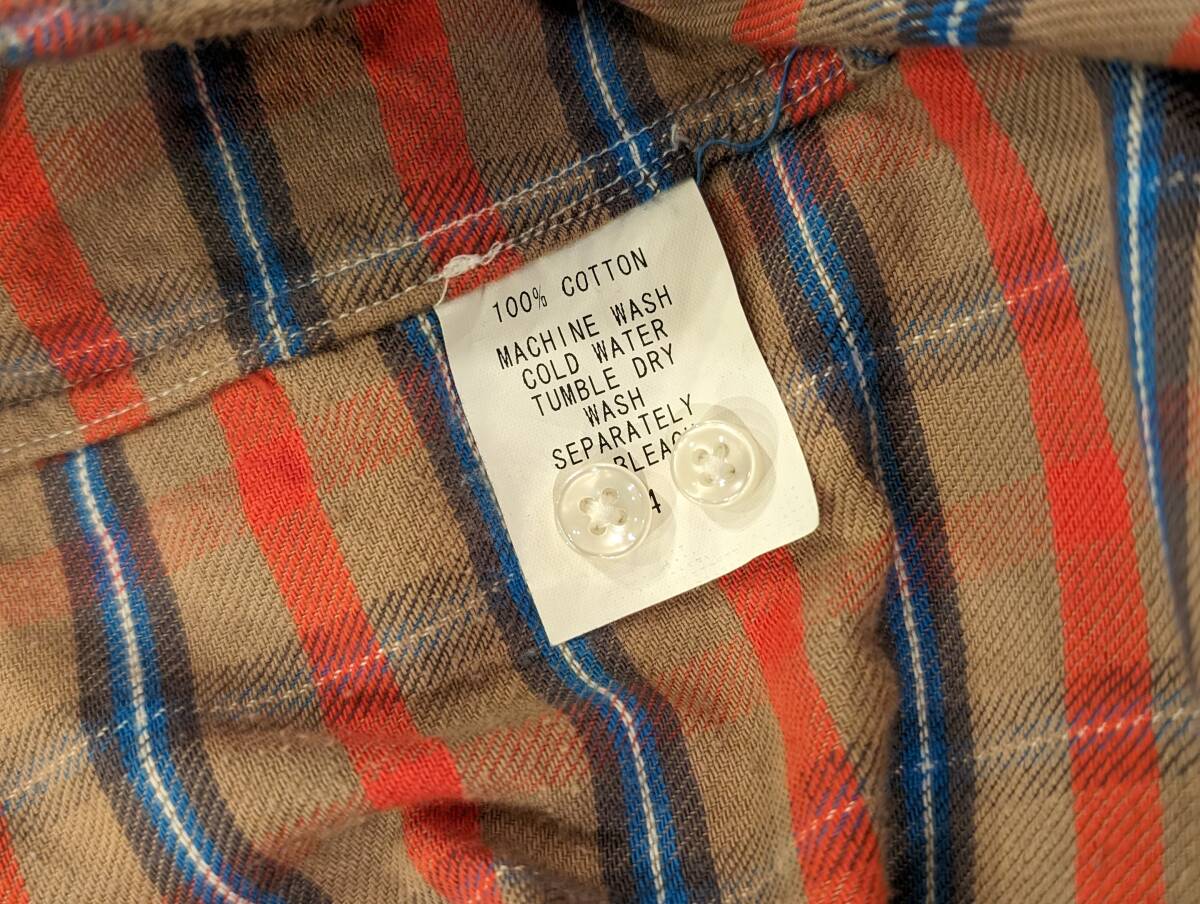 100% COTTON
MACHINE WASH
COLD WATER
TUMBLE DRY
WASH
SEPARATELY